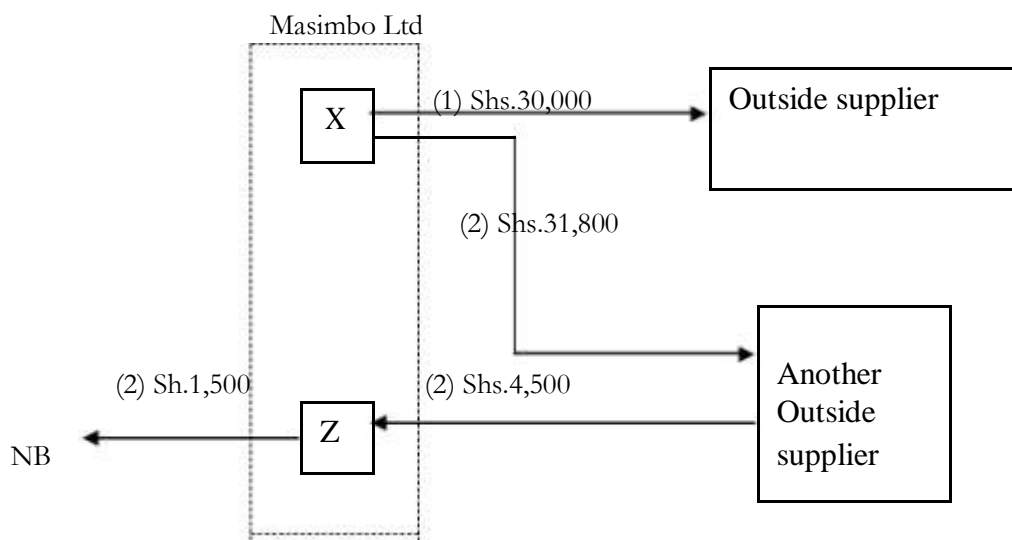 Masimbo Ltd
X
(1) Shs.30,000
Outside supplier
(2) Shs.31,800
(2) Sh.1,500
(2) Shs.4,500
Z
NB
Another
Outside
supplier